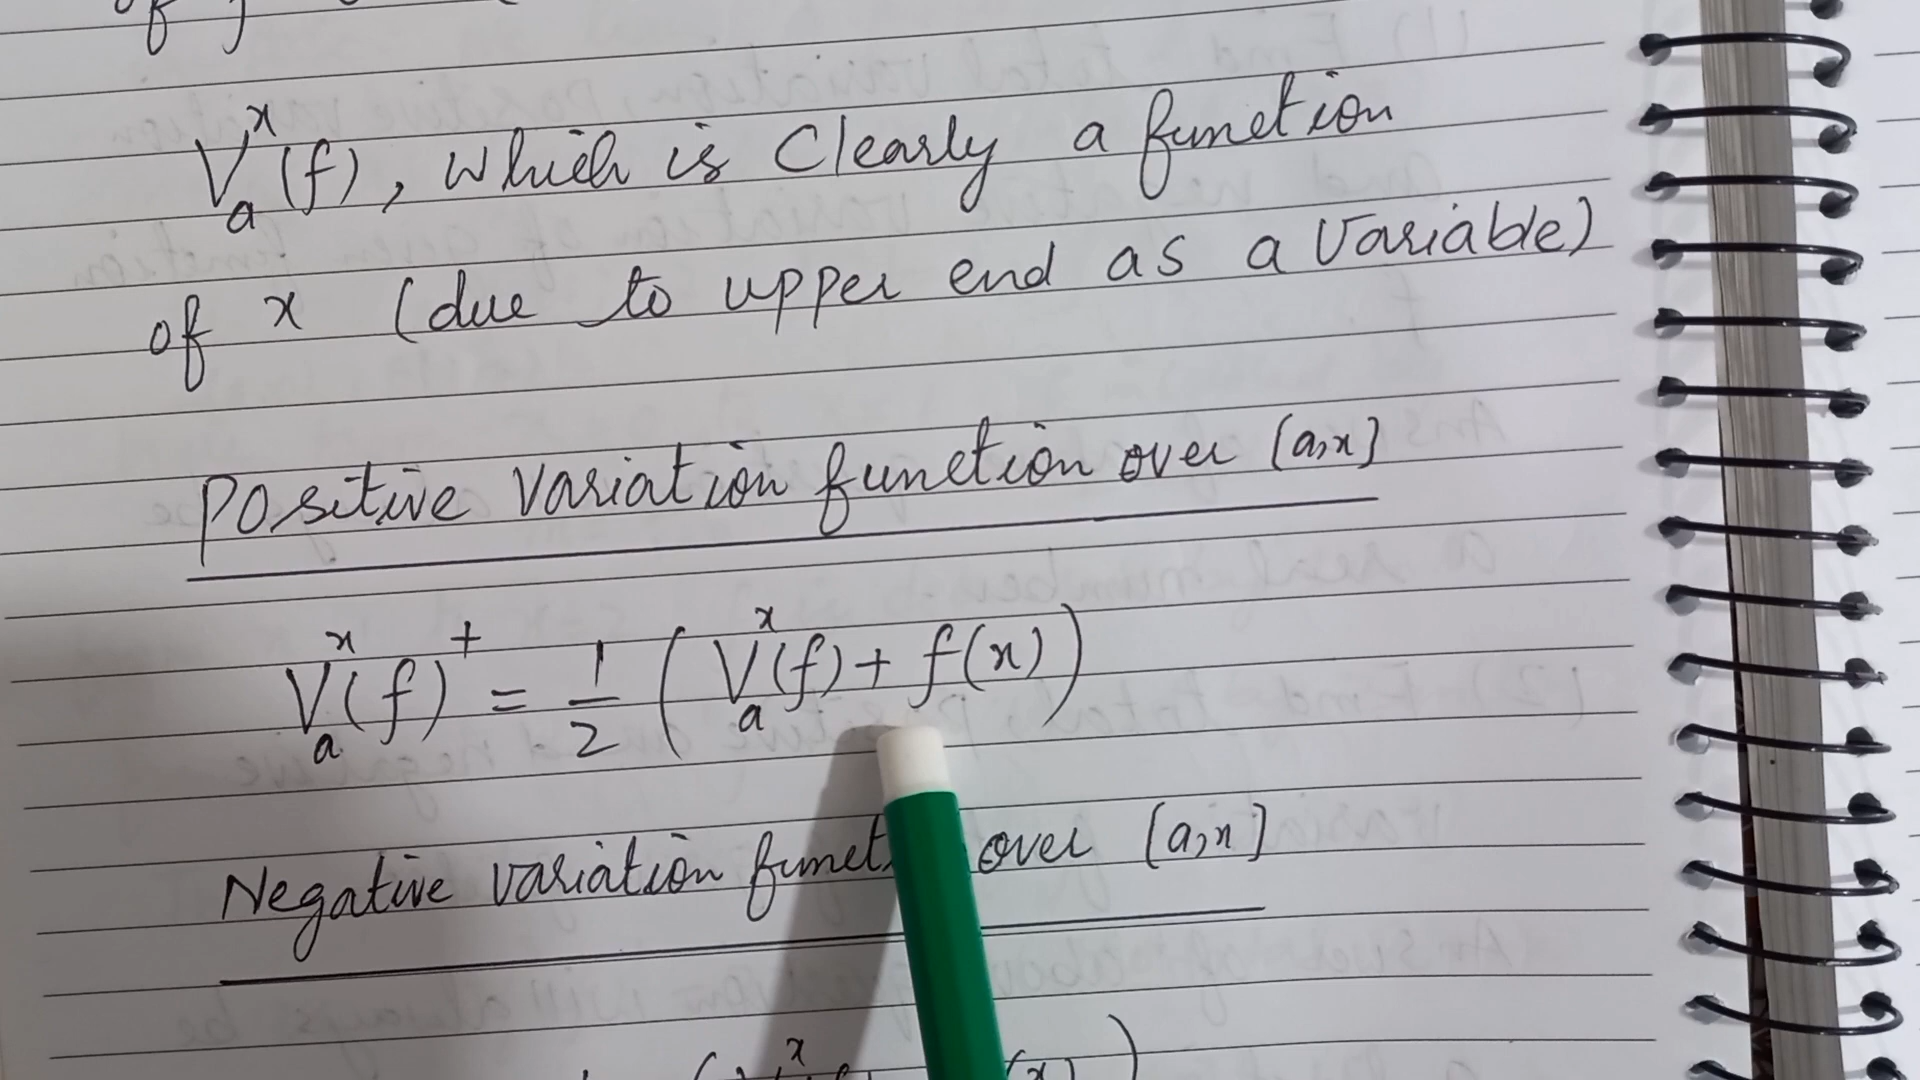 of
V_a^x(f), which is Clearly a function
of x (due to upper end as a Variable)
Positive Variation function over [a,x]
V_a^x(f)^+ = 1/2 ( V_a^x(f) + f(x) )
Negative variation funct over [a,x]